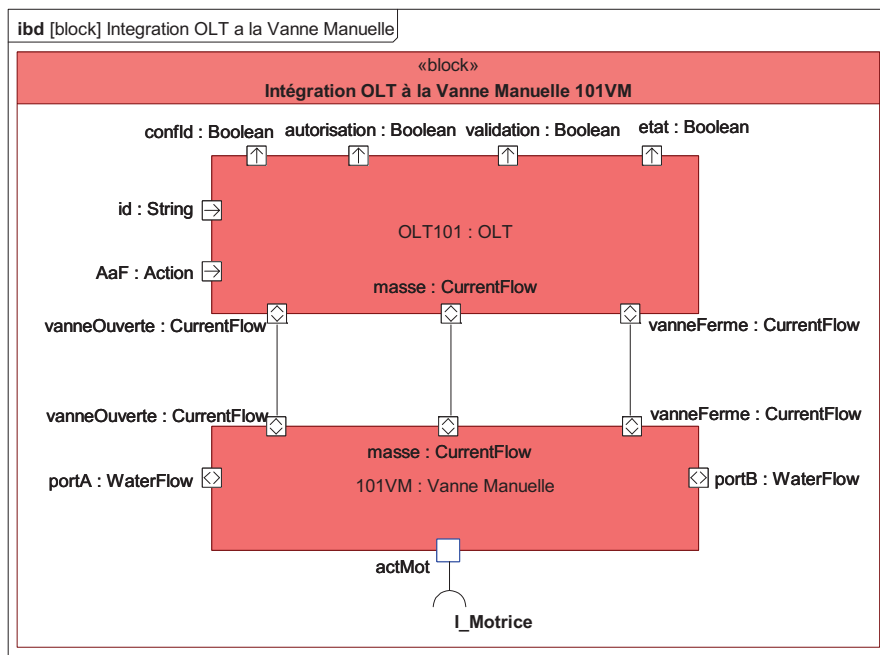 ibd [block] Integration OLT a la Vanne Manuelle
«block»
Intégration OLT à la Vanne Manuelle 101VM
confId : Boolean
autorisation : Boolean
validation : Boolean
etat : Boolean
id : String
OLT101 : OLT
AaF : Action
masse : CurrentFlow
vanneOuverte : CurrentFlow
vanneFerme : CurrentFlow
vanneOuverte : CurrentFlow
vanneFerme : CurrentFlow
masse : CurrentFlow
portA : WaterFlow
101VM : Vanne Manuelle
portB : WaterFlow
actMot
I_Motrice